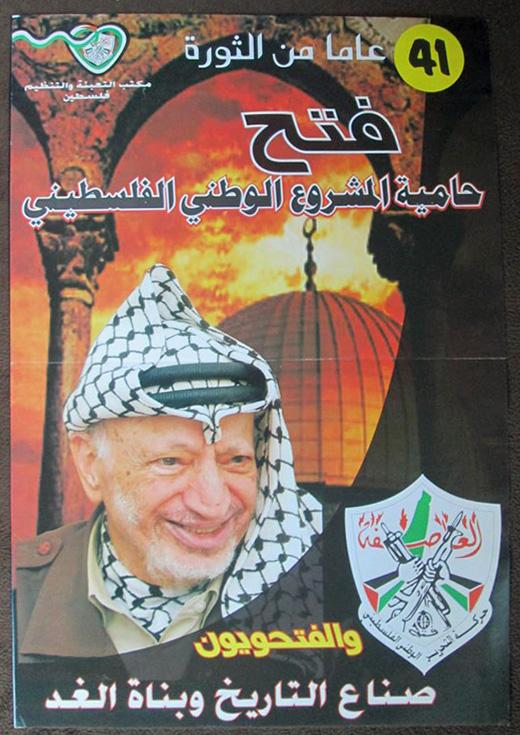 41 عاما من الثورة
مكتب التعبئة والتنظيم
فلسطين
فتح
حامية المشروع الوطني الفلسطيني
العاصفة
فتح
حركة التحرير الوطني الفلسطيني
والفتحويون
صناع التاريخ وبناة الغد